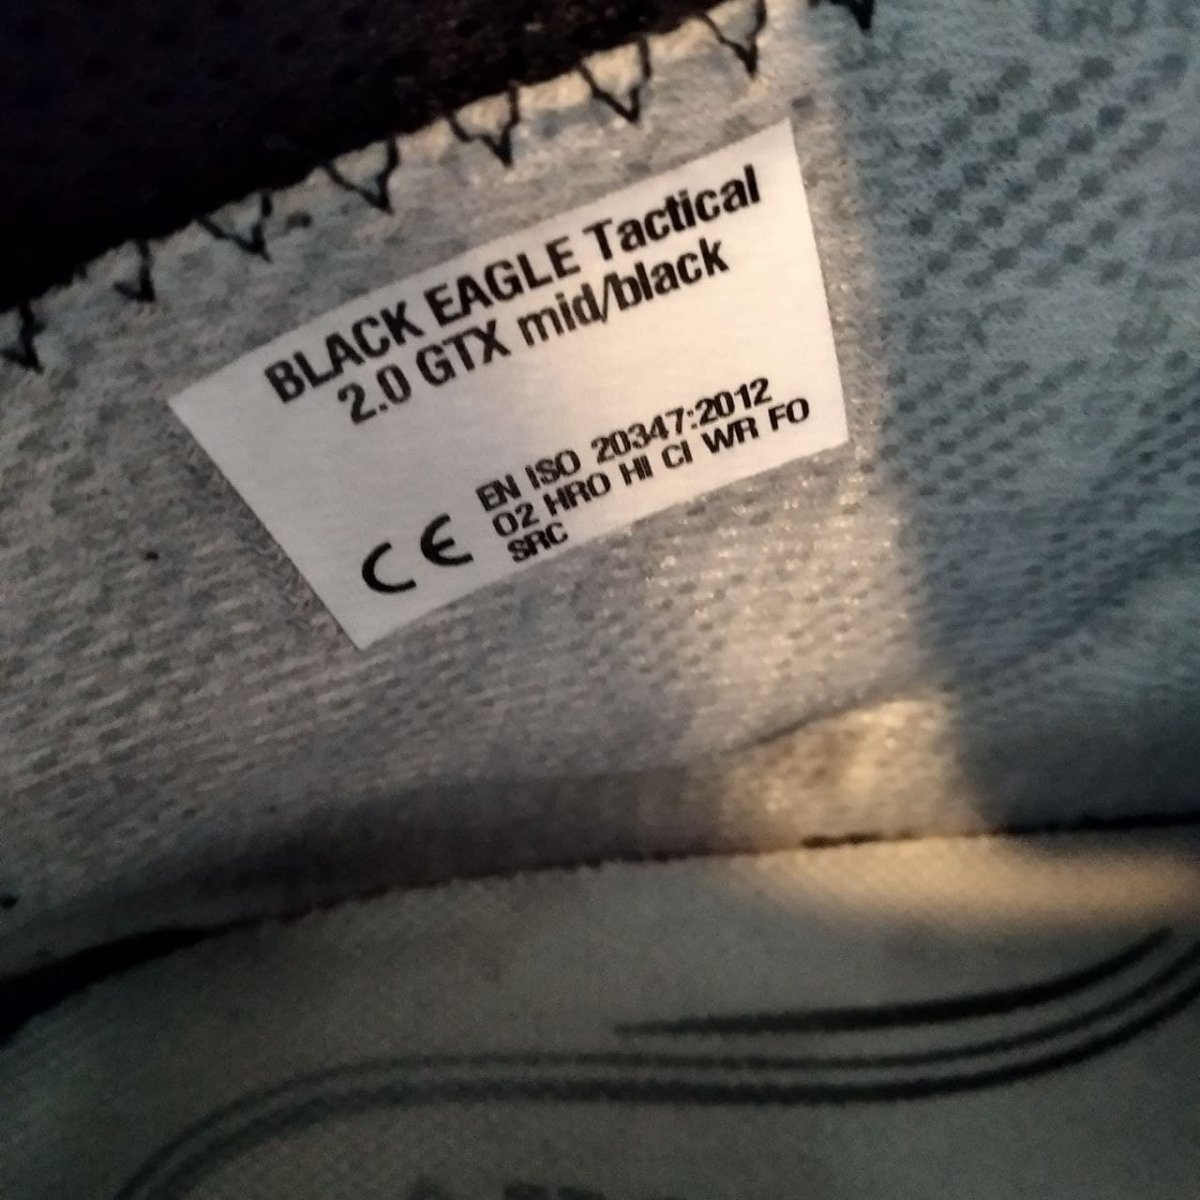 BLACK EAGLE Tactical
2.0 GTX mid/black
CE
EN ISO 20347:2012
O2 HRO HI CI WR FO
SRC